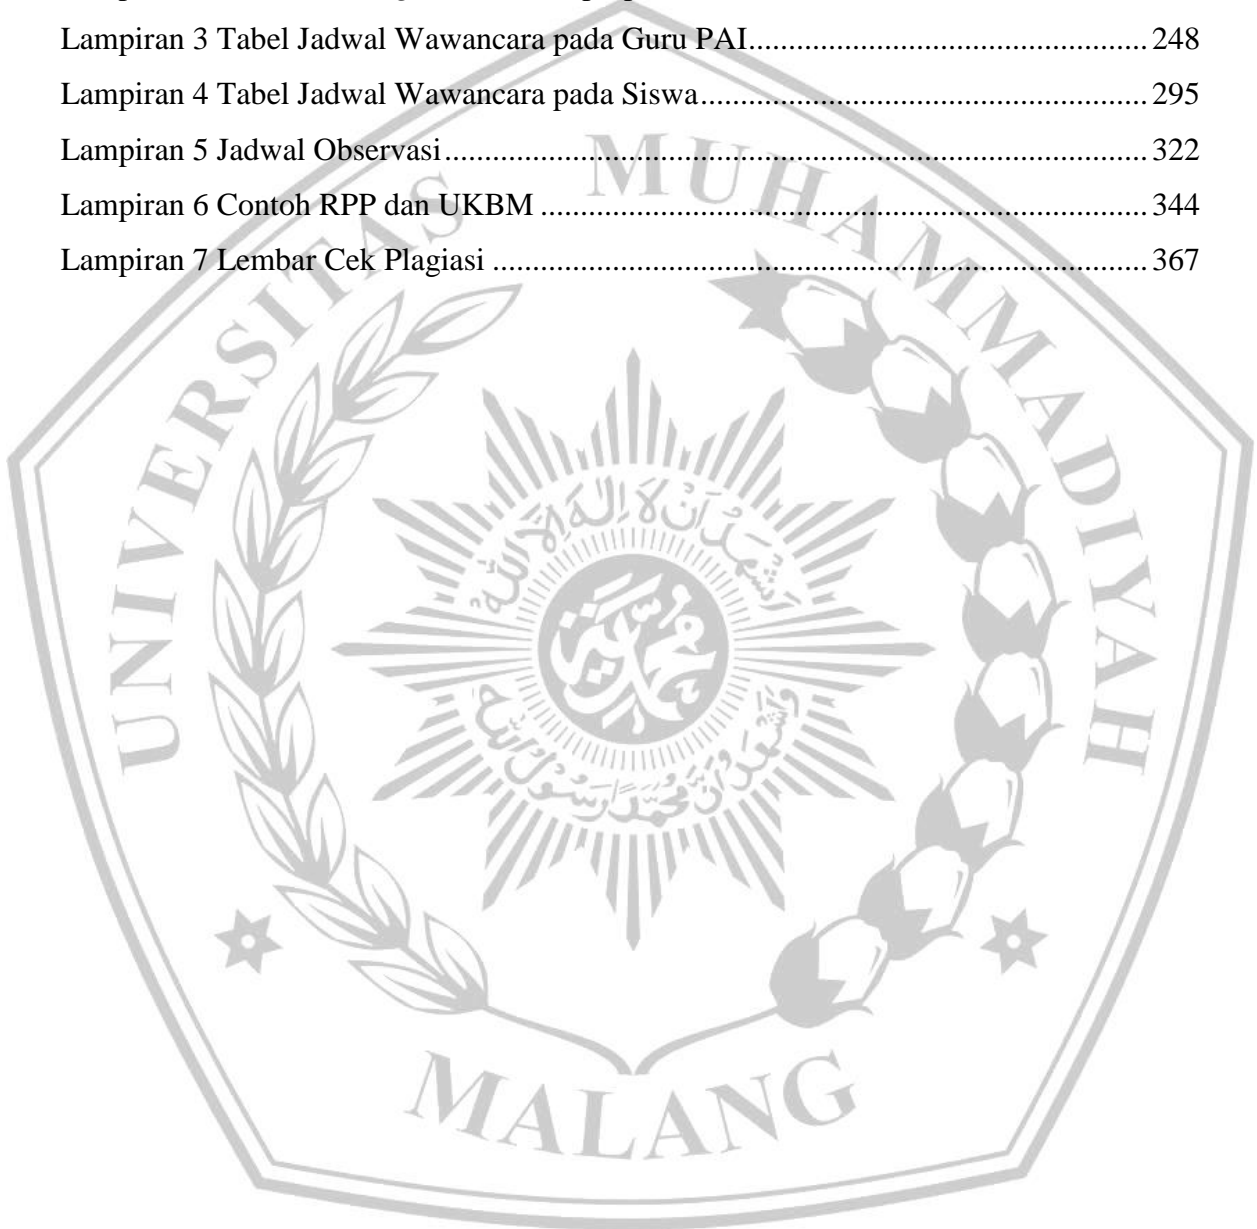 Lampiran 3 Tabel Jadwal Wawancara pada Guru PAI.................................................. 248
Lampiran 4 Tabel Jadwal Wawancara pada Siswa........................................................ 295
Lampiran 5 Jadwal Observasi........................................................................................ 322
Lampiran 6 Contoh RPP dan UKBM ............................................................................ 344
Lampiran 7 Lembar Cek Plagiasi .................................................................................. 367
UNIVERSITAS MUHAMMADIYAH
MALANG